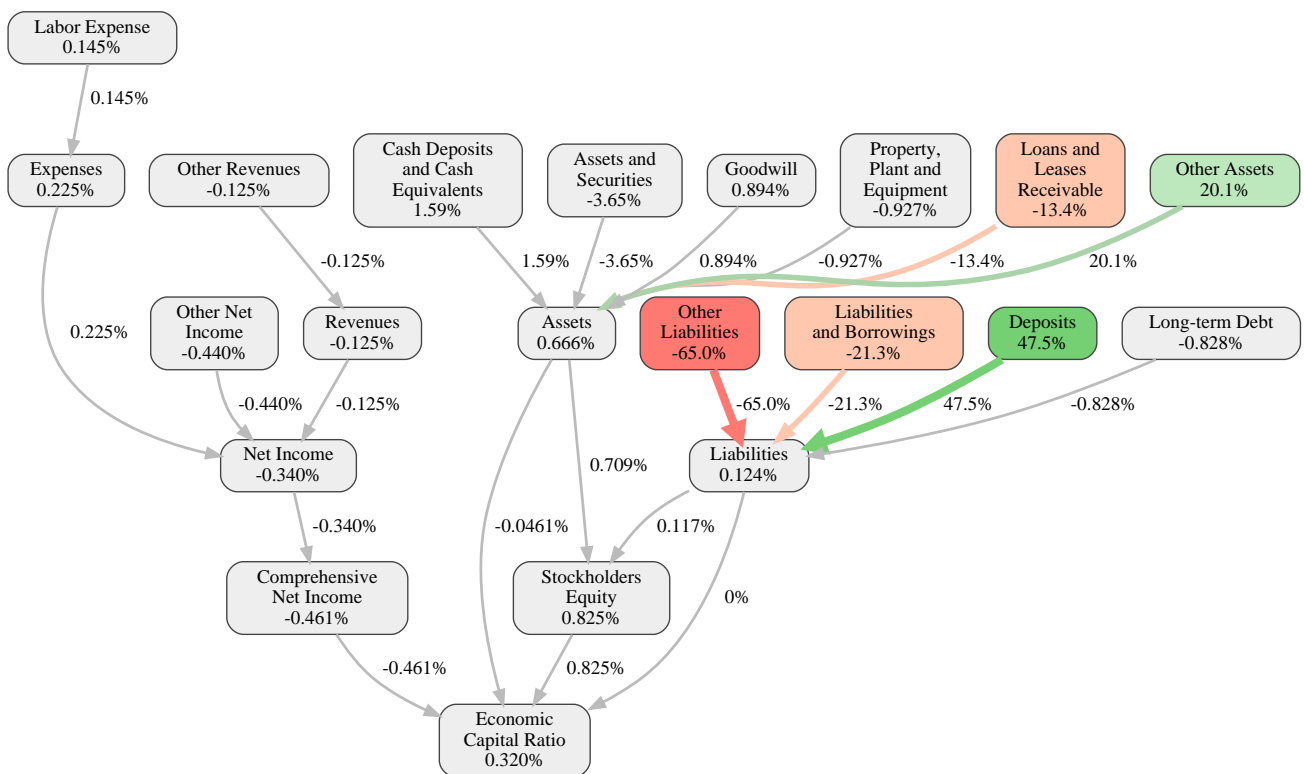 Labor Expense
0.145%
0.145%
Expenses
0.225%
Other Revenues
-0.125%
Cash Deposits
and Cash
Equivalents
1.59%
Assets and
Securities
-3.65%
Goodwill
0.894%
Property,
Plant and
Equipment
-0.927%
Loans and
Leases
Receivable
-13.4%
Other Assets
20.1%
-0.125%
1.59%
-3.65%
0.894%
-0.927%
-13.4%
20.1%
0.225%
Other Net
Income
-0.440%
Revenues
-0.125%
Assets
0.666%
Other
Liabilities
-65.0%
Liabilities
and Borrowings
-21.3%
Deposits
47.5%
Long-term Debt
-0.828%
-0.440%
-0.125%
-65.0%
-21.3%
47.5%
-0.828%
Net Income
-0.340%
0.709%
Liabilities
0.124%
-0.340%
-0.0461%
0.117%
Comprehensive
Net Income
-0.461%
Stockholders
Equity
0.825%
0%
-0.461%
0.825%
Economic
Capital Ratio
0.320%